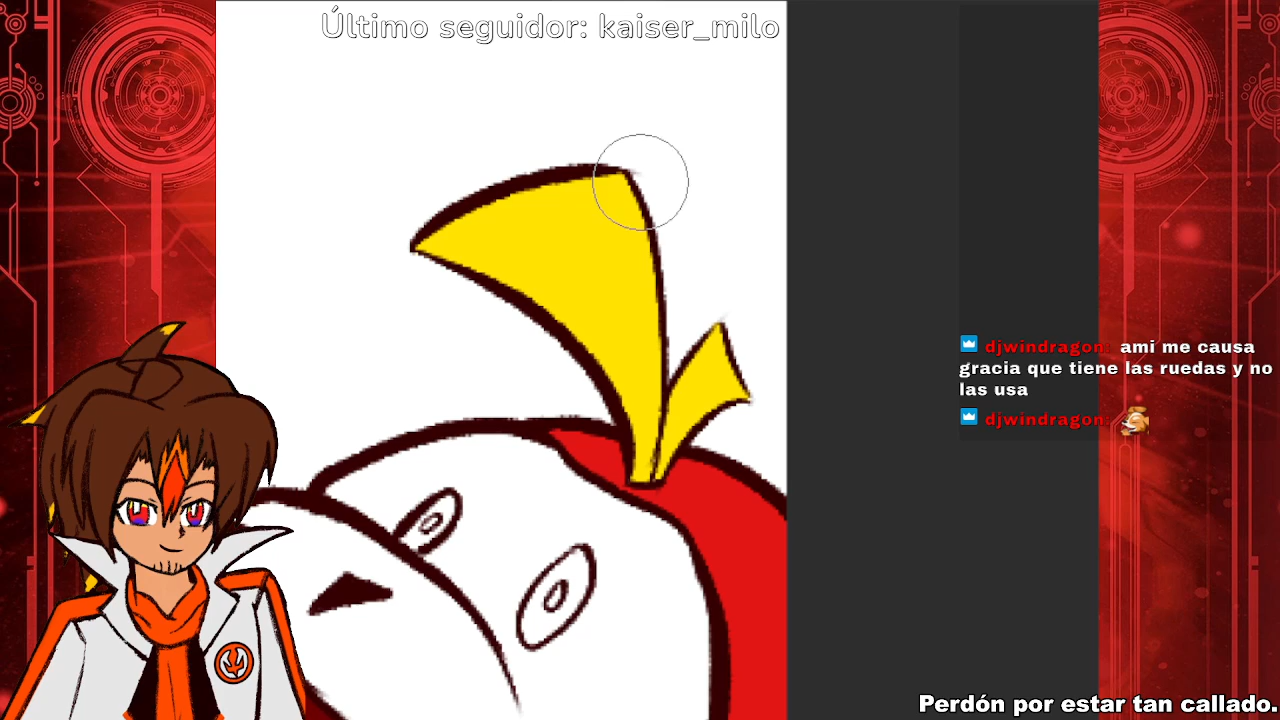 Último seguidor: kaiser_milo
djwindragon: ami me causa
gracia que tiene las ruedas y no
las usa
djwindragon:
Perdón por estar tan callado.